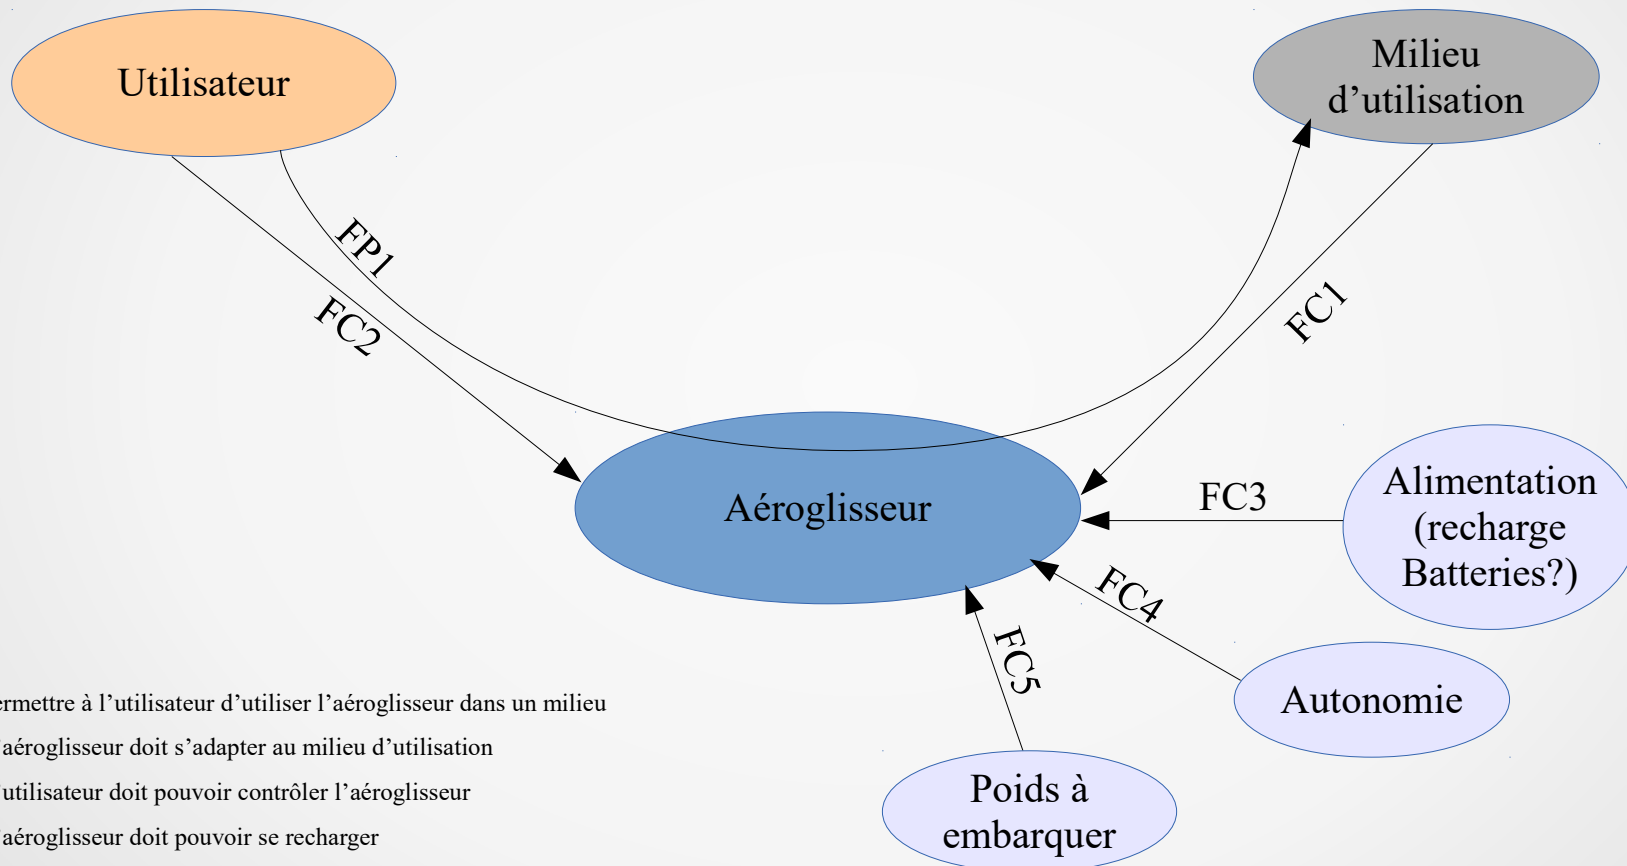 Utilisateur
Milieu
d’utilisation
FP1
FC2
FC1
Aéroglisseur
FC3
Alimentation
(recharge
Batteries?)
FC4
FC5
Autonomie
Poids à
embarquer
ermettre à l’utilisateur d’utiliser l’aéroglisseur dans un milieu
’aéroglisseur doit s’adapter au milieu d’utilisation
’utilisateur doit pouvoir contrôler l’aéroglisseur
’aéroglisseur doit pouvoir se recharger